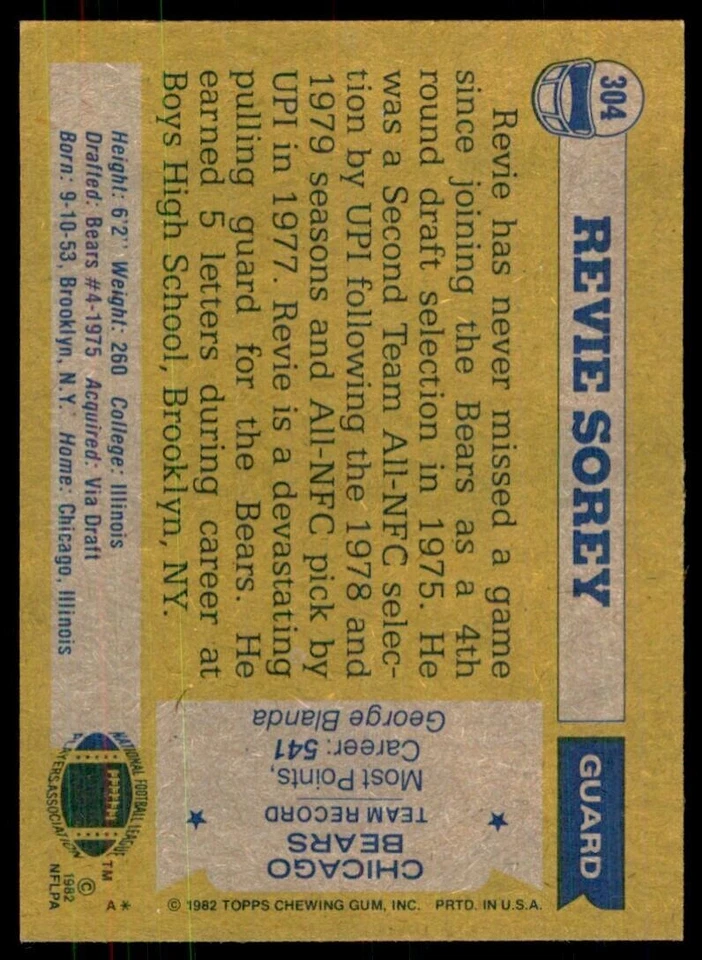 304
REVIE SOREY
GUARD
Revie has never missed a game
since joining the Bears as a 4th
round draft selection in 1975. He
was a Second Team All-NFC selec-
tion by UPI following the 1978 and
1979 seasons and All-NFC pick by
UPI in 1977. Revie is a devastating
pulling guard for the Bears. He
earned 5 letters during career at
Boys High School, Brooklyn, NY.
CHICAGO
BEARS
TEAM RECORD
Most Points,
Career: 541
George Blanda
Height: 6'2" Weight: 260 College: Illinois
Drafted: Bears #4-1975 Acquired: Via Draft
Born: 9-10-53, Brooklyn, N.Y. Home: Chicago, Illinois
NATIONAL FOOTBALL LEAGUE
PLAYERS ASSOCIATION
TM
© 1982
NFLPA
A*
© 1982 TOPPS CHEWING GUM, INC. PRTD. IN U.S.A.